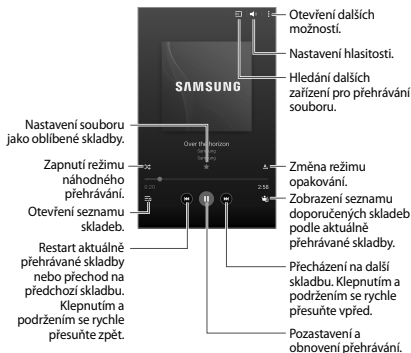 Otevření dalších
možností.
Nastavení hlasitosti.
Hledání dalších
zařízení pro přehrávání
souboru.
SAMSUNG
Nastavení souboru
jako oblíbené skladby.
Over the horizon
Samsung
Samsung
Zapnutí režimu
náhodného
přehrávání.
Změna režimu
opakování.
0:20
2:58
Otevření seznamu
skladeb.
Zobrazení seznamu
doporučených skladeb
podle aktuálně
přehrávané skladby.
Restart aktuálně
přehrávané skladby
nebo přechod na
předchozí skladbu.
Klepnutím a
podržením se rychle
přesuňte zpět.
Přecházení na další
skladbu. Klepnutím a
podržením se rychle
přesuňte vpřed.
Pozastavení a
obnovení přehrávání.